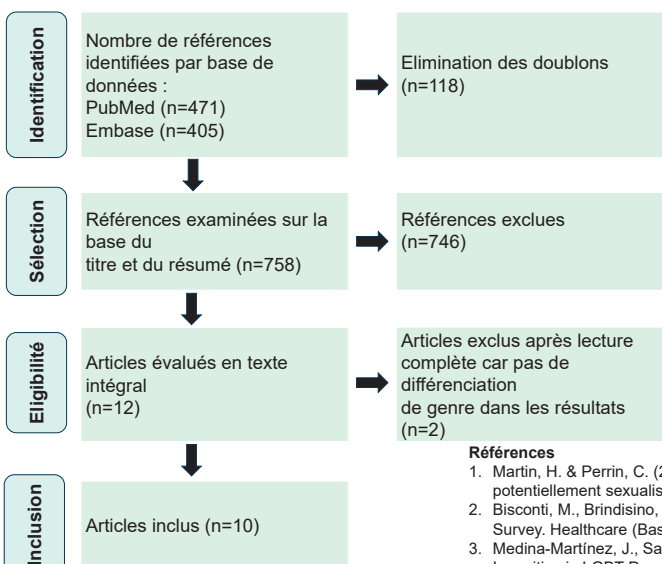 Identification
Nombre de références
identifiées par base de
données :
PubMed (n=471)
Embase (n=405)
Elimination des doublons
(n=118)
Sélection
Références examinées sur la
base du
titre et du résumé (n=758)
Références exclues
(n=746)
Eligibilité
Articles évalués en texte
intégral
(n=12)
Articles exclus après lecture
complète car pas de
différenciation
de genre dans les résultats
(n=2)
Inclusion
Articles inclus (n=10)
Références
1. Martin, H. & Perrin, C. (2
potentiellement sexualis
2. Bisconti, M., Brindisino,
Survey. Healthcare (Bas
3. Medina-Martínez, J., Sa